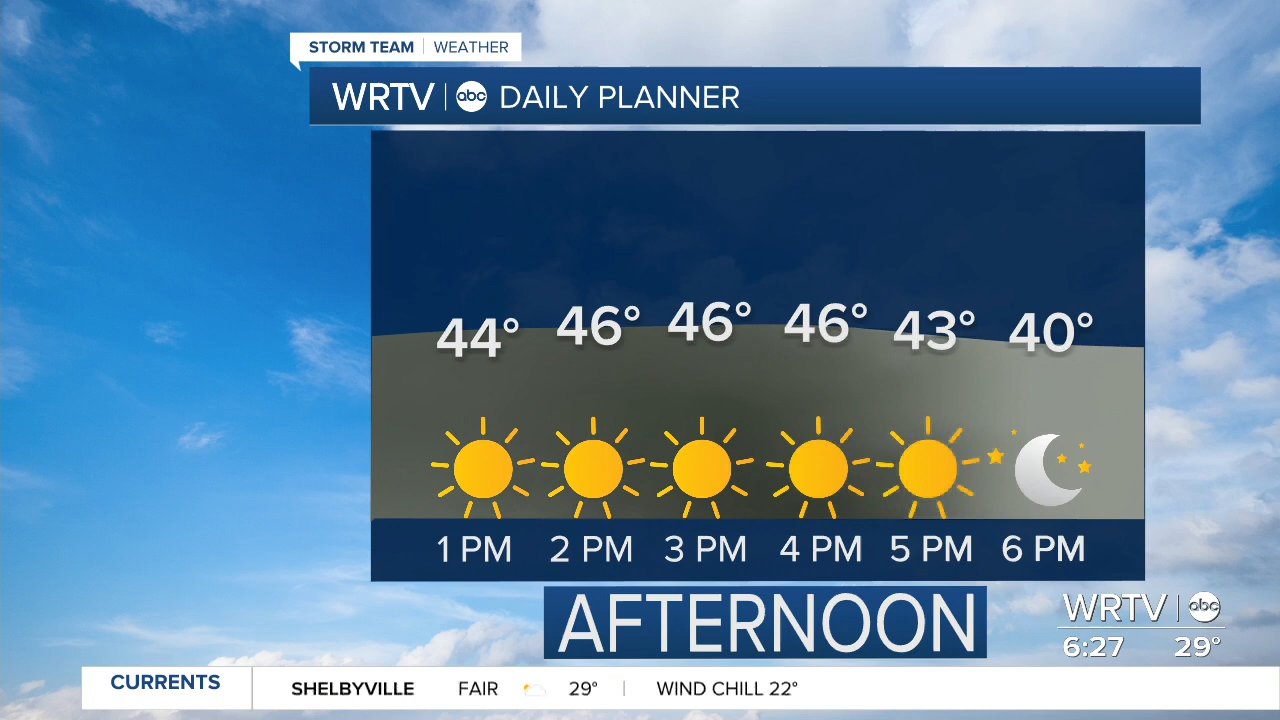 STORM TEAM | WEATHER
WRTV | abc DAILY PLANNER
44° 46° 46° 46° 43° 40°
1 PM 2 PM 3 PM 4 PM 5 PM 6 PM
AFTERNOON
WRTV | abc
6:27 29°
CURRENTS SHELBYVILLE FAIR 29° | WIND CHILL 22°